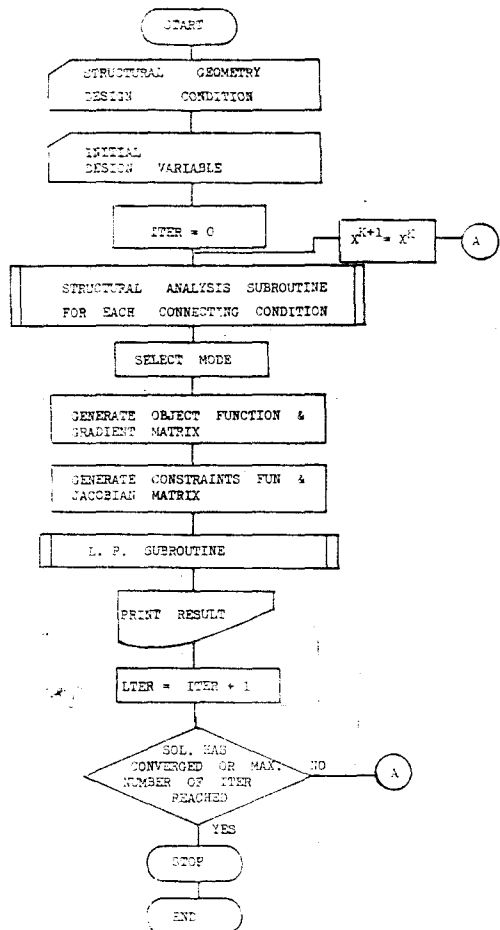 START
STRUCTURAL GEOMETRY
DESIGN CONDITION
INITIAL
DESIGN VARIABLE
ITER = 0
X^{K+1} = X^K
A
STRUCTURAL ANALYSIS SUBROUTINE
FOR EACH CONNECTING CONDITION
SELECT MODE
GENERATE OBJECT FUNCTION &
GRADIENT MATRIX
GENERATE CONSTRAINTS FUN &
JACOBIAN MATRIX
L. P. SUBROUTINE
PRINT RESULT
LTER = ITER + 1
SOL. HAS
CONVERGED OR MAX.
NUMBER OF ITER
REACHED
NO
A
YES
STOP
END